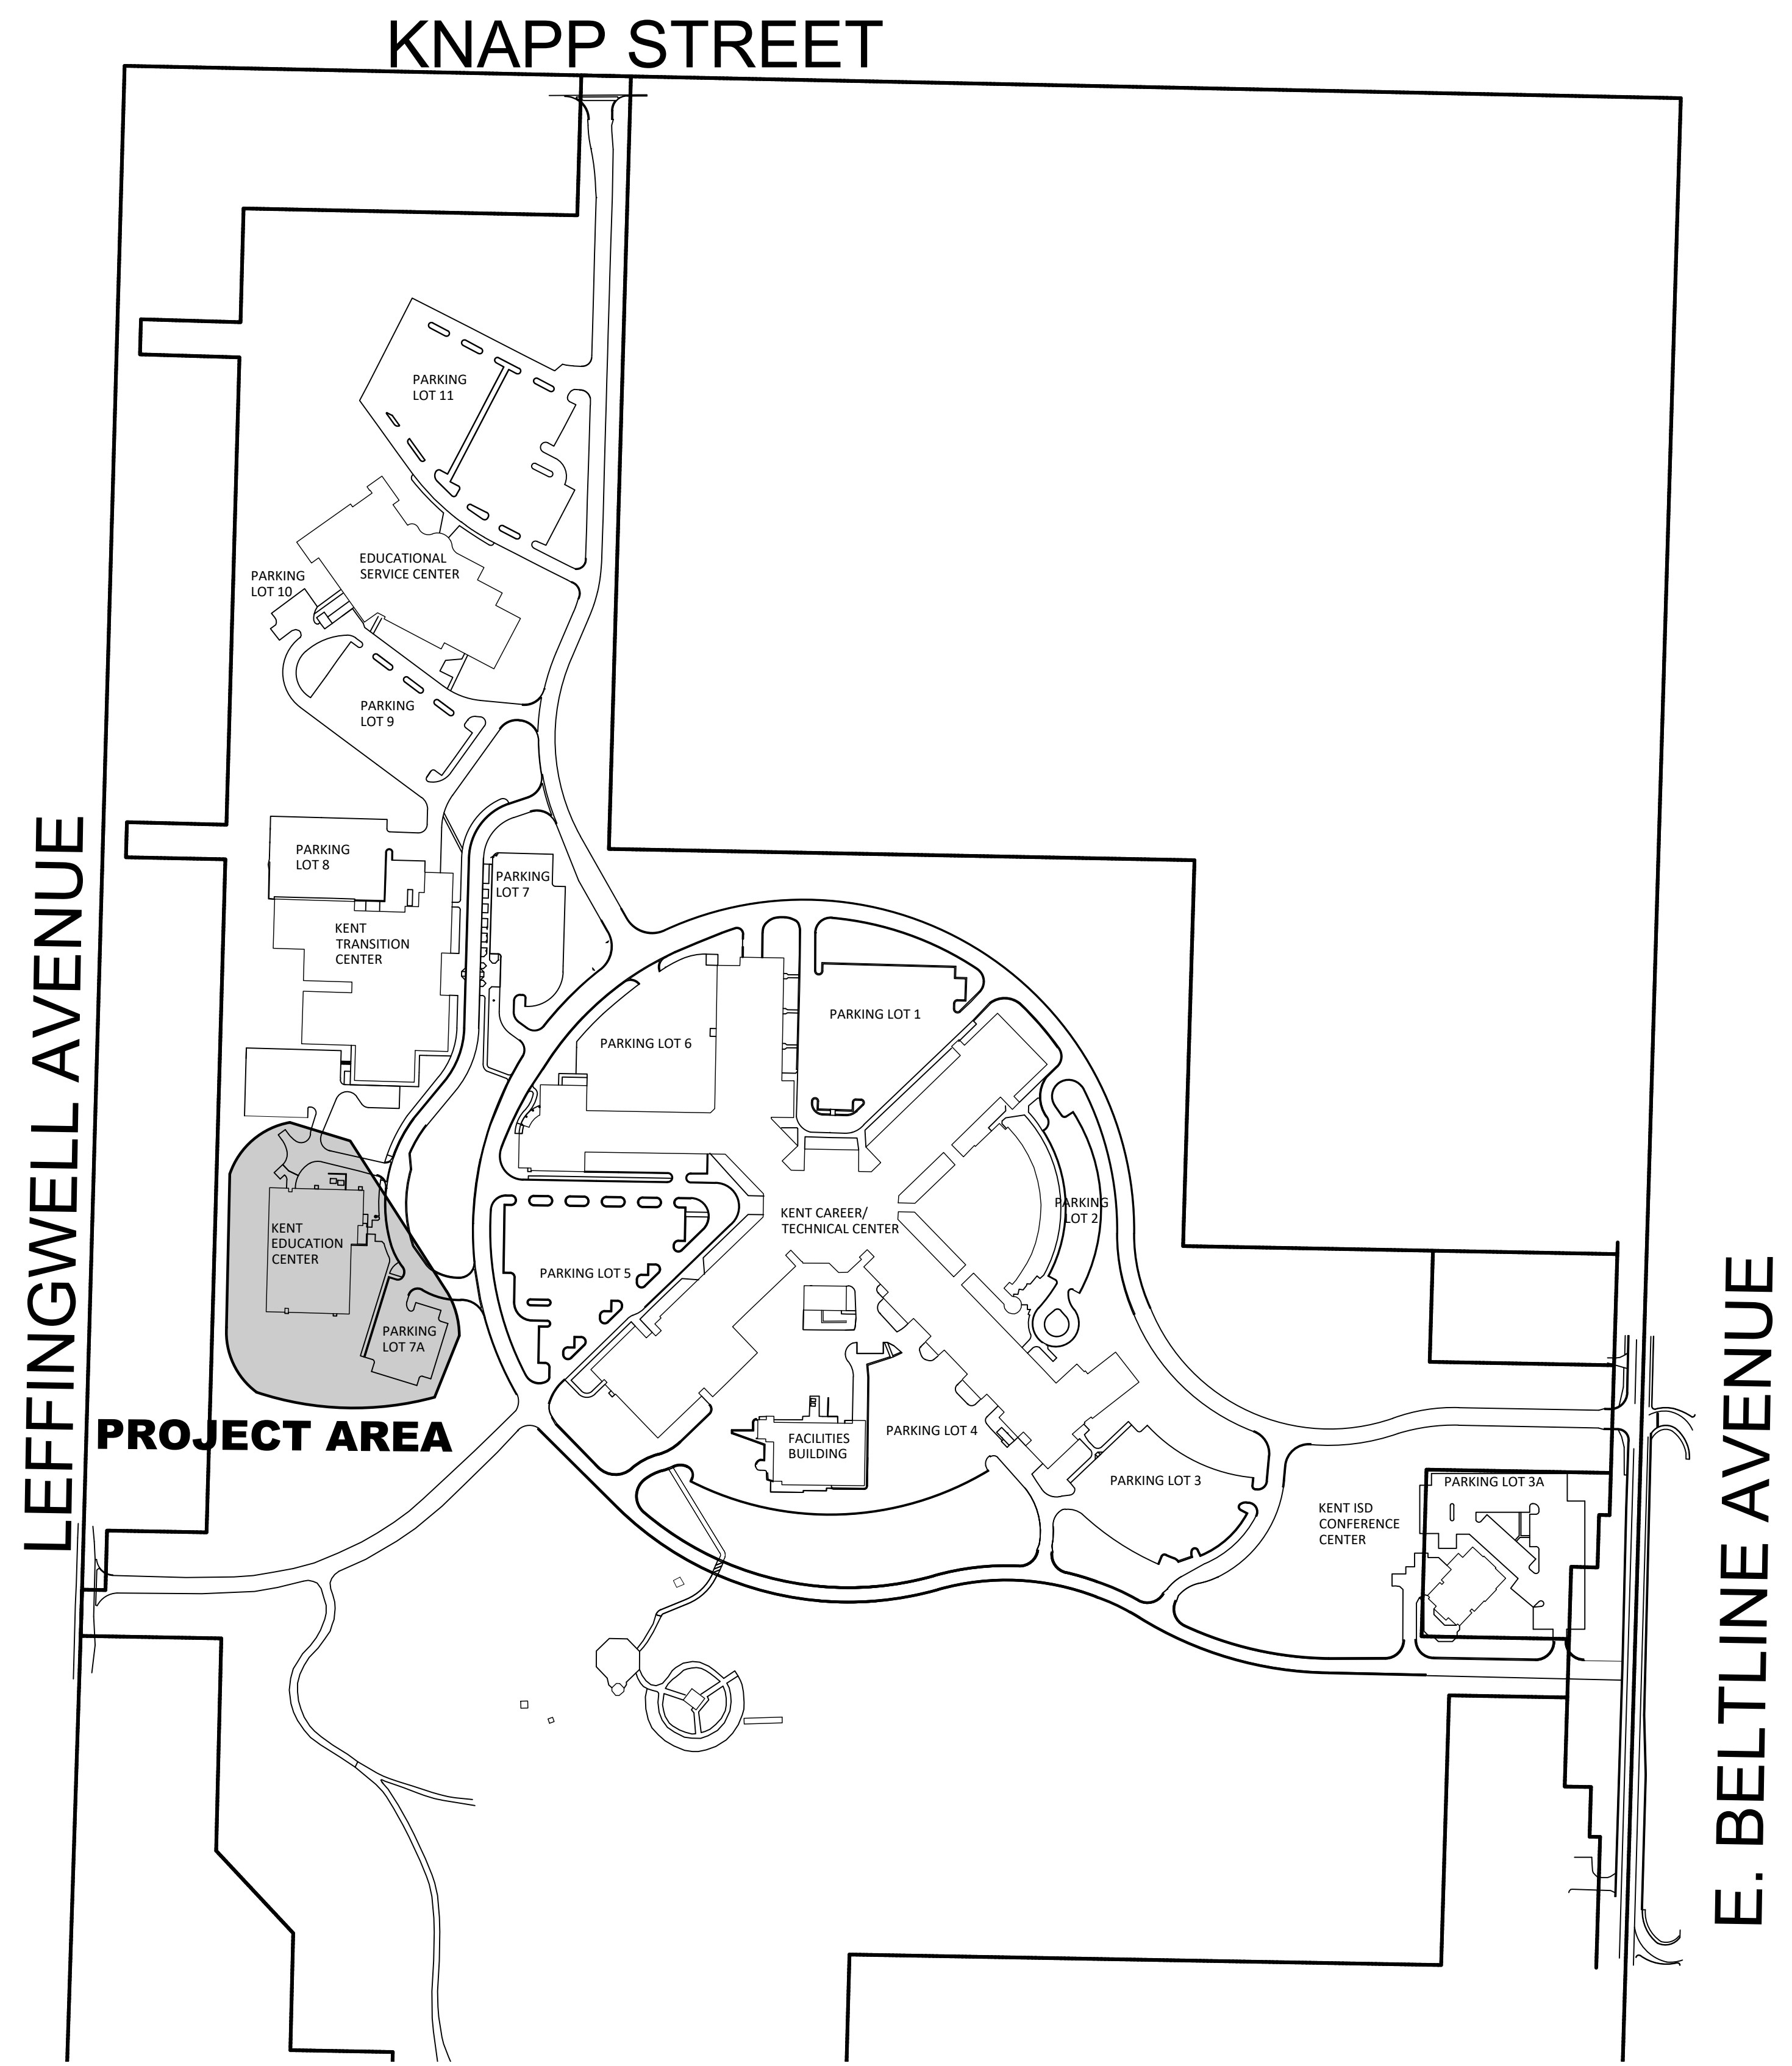 KNAPP STREET
PARKING
LOT 11
EDUCATIONAL
SERVICE CENTER
PARKING
LOT 10
PARKING
LOT 9
PARKING
LOT 8
PARKING
LOT 7
KENT
TRANSITION
CENTER
PARKING LOT 1
PARKING LOT 6
LEFFINGWELL AVENUE
PARKING
LOT 2
KENT CAREER/
TECHNICAL CENTER
KENT
EDUCATION
CENTER
PARKING LOT 5
PARKING
LOT 7A
PROJECT AREA
FACILITIES
BUILDING
PARKING LOT 4
PARKING LOT 3
PARKING LOT 3A
KENT ISD
CONFERENCE
CENTER
E. BELTLINE AVENUE